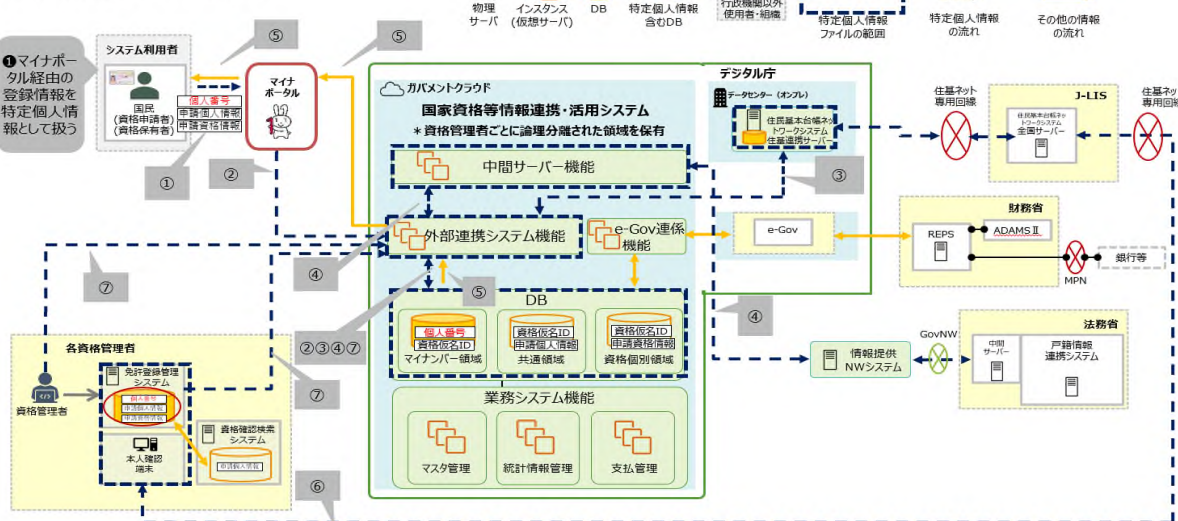 物理
サーバ
インスタンス
(仮想サーバ)
DB
特定個人情報
含むDB
行政機関以外
使用者・組織
特定個人情報
ファイルの範囲
特定個人情報
の流れ
その他の情報
の流れ
❶マイナポー
タル経由の
登録情報を
特定個人情
報として扱う
システム利用者
国民
(資格申請者)
(資格保有者)
個人番号
申請個人情報
申請資格情報
⑤
マイナ
ポータル
⑤
①
②
デジタル庁
ガバメントクラウド
国家資格等情報連携・活用システム
*資格管理者ごとに論理分離された領域を保有
中間サーバー機能
外部連携システム機能
e-Gov連係
機能
データセンター(オンプレ)
住民基本台帳ネッ
トワークシステム
住基連携サーバー
③
④
⑤
②③④⑦
DB
個人番号
資格仮名ID
マイナンバー領域
資格仮名ID
申請個人情報
共通領域
資格仮名ID
申請資格情報
資格個別領域
業務システム機能
マスタ管理
統計情報管理
支払管理
e-Gov
④
住基ネット
専用回線
J-LIS
住民基本台帳ネッ
トワークシステム
全国サーバー
住基ネッ
専用回線
財務省
REPS
ADAMSⅡ
MPN
銀行等
法務省
GovNW
情報提供
NWシステム
中間
サーバー
戸籍情報
連携システム
⑦
各資格管理者
資格管理者
免許登録管理
システム
個人番号
申請個人情報
申請資格情報
本人確認
端末
資格確認検索
システム
申請個人情報
⑦
⑥